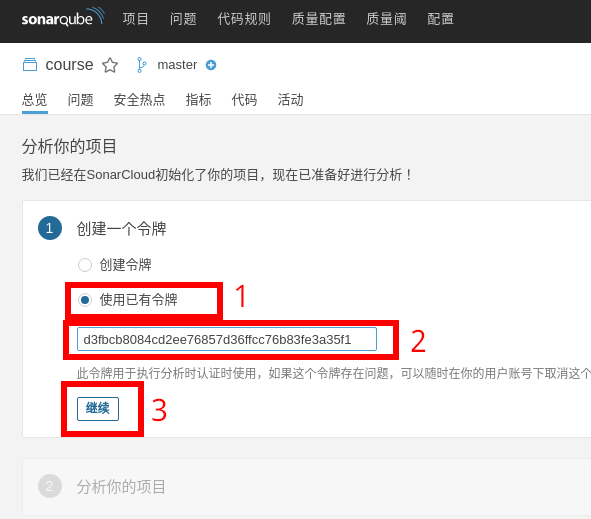 sonarqube 项目 问题 代码规则 质量配置 质量阈 配置
course master
总览 问题 安全热点 指标 代码 活动
分析你的项目
我们已经在SonarCloud初始化了你的项目，现在已准备好进行分析！
1 创建一个令牌
创建令牌
使用已有令牌 1
d3fbcb8084cd2ee76857d36ffcc76b83fe3a35f1 2
此令牌用于执行分析时认证时使用，如果这个令牌存在问题，可以随时在你的用户账号下取消这个
继续 3
2 分析你的项目